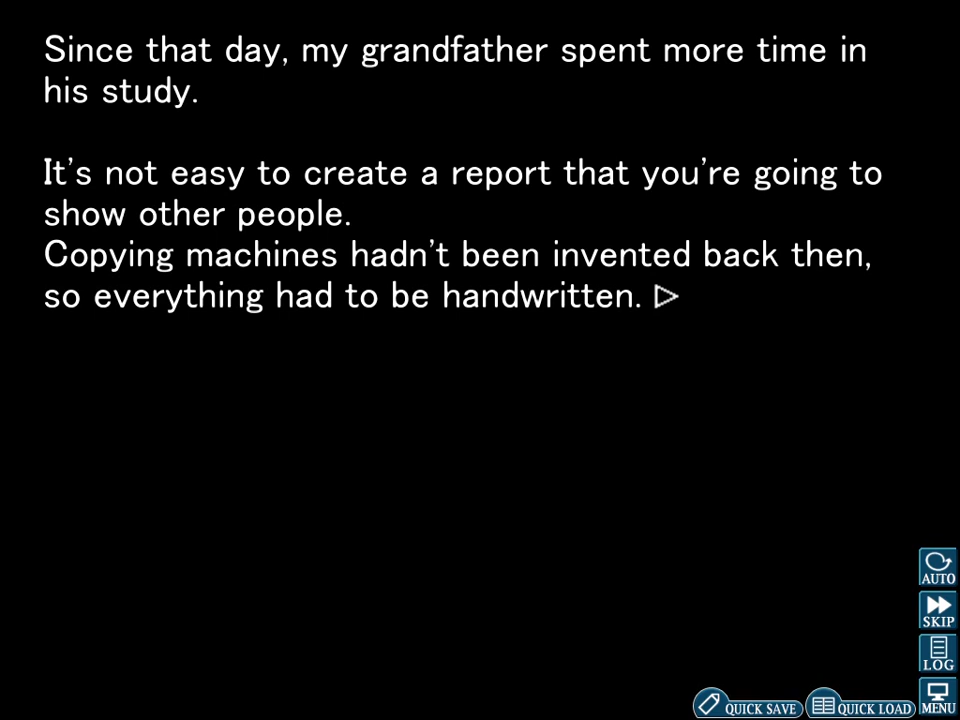 Since that day, my grandfather spent more time in
his study.
It's not easy to create a report that you're going to
show other people.
Copying machines hadn't been invented back then,
so everything had to be handwritten.
AUTO
SKIP
LOG
QUICK SAVE
QUICK LOAD
MENU